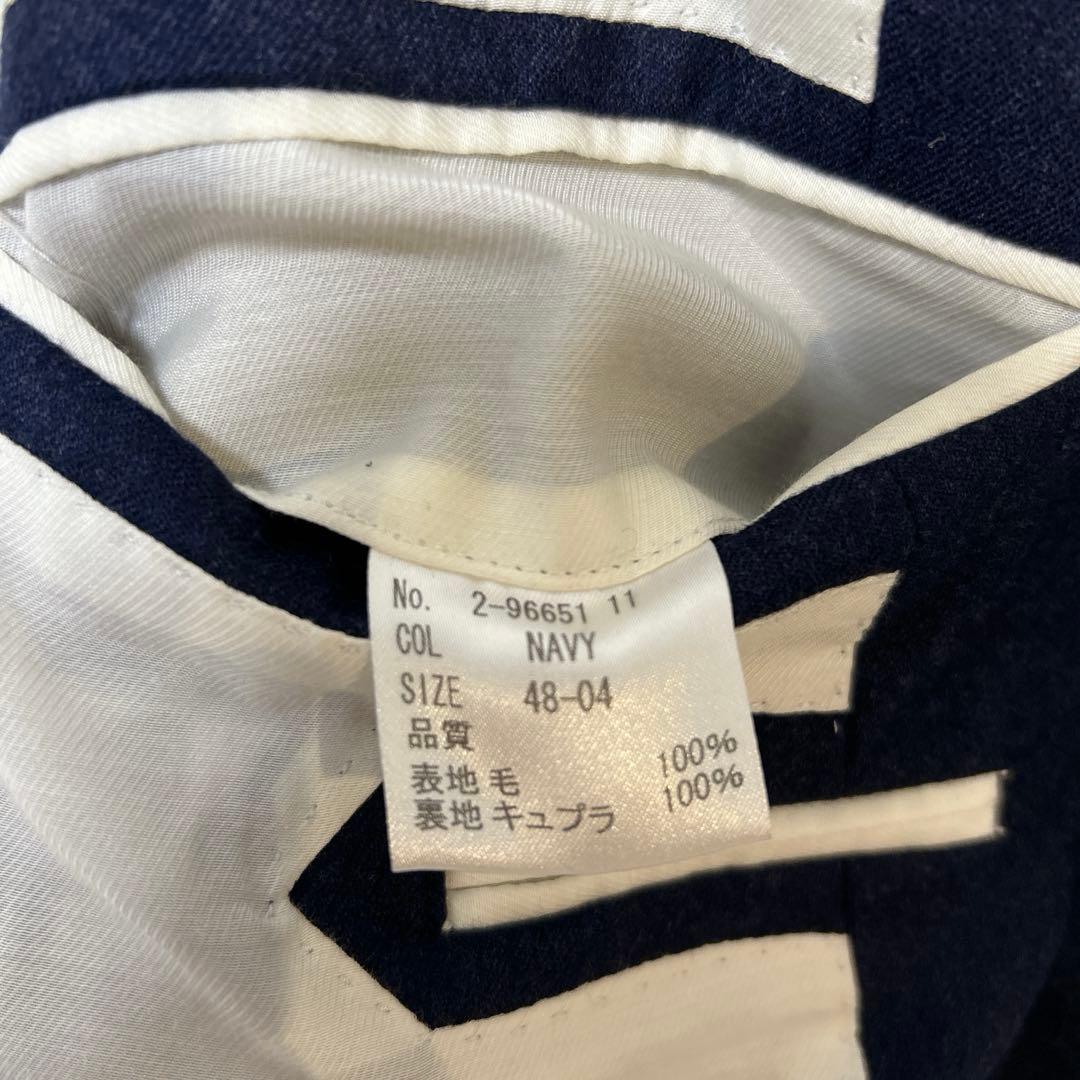 No. 2-96651 11
COL NAVY
SIZE 48-04
品質
表地 毛 100%
裏地 キュプラ 100%